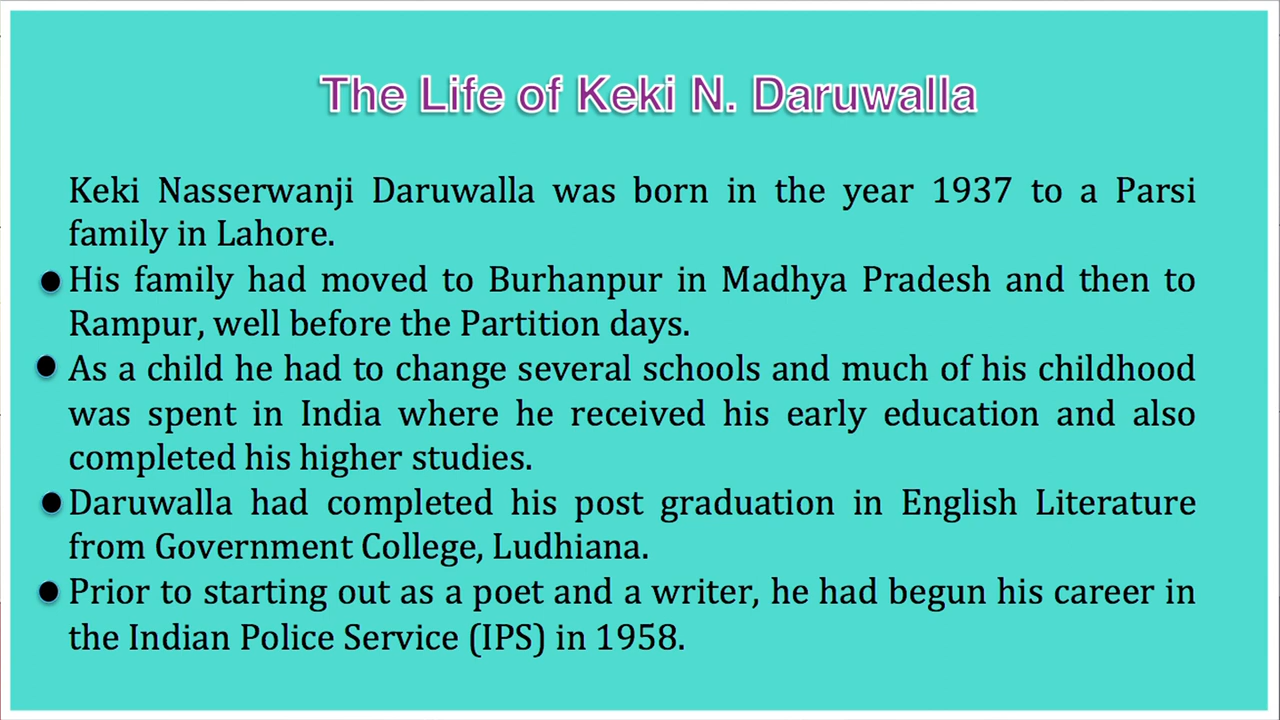 The Life of Keki N. Daruwalla
Keki Nasserwanji Daruwalla was born in the year 1937 to a Parsi
family in Lahore.
● His family had moved to Burhanpur in Madhya Pradesh and then to
Rampur, well before the Partition days.
● As a child he had to change several schools and much of his childhood
was spent in India where he received his early education and also
completed his higher studies.
● Daruwalla had completed his post graduation in English Literature
from Government College, Ludhiana.
● Prior to starting out as a poet and a writer, he had begun his career in
the Indian Police Service (IPS) in 1958.